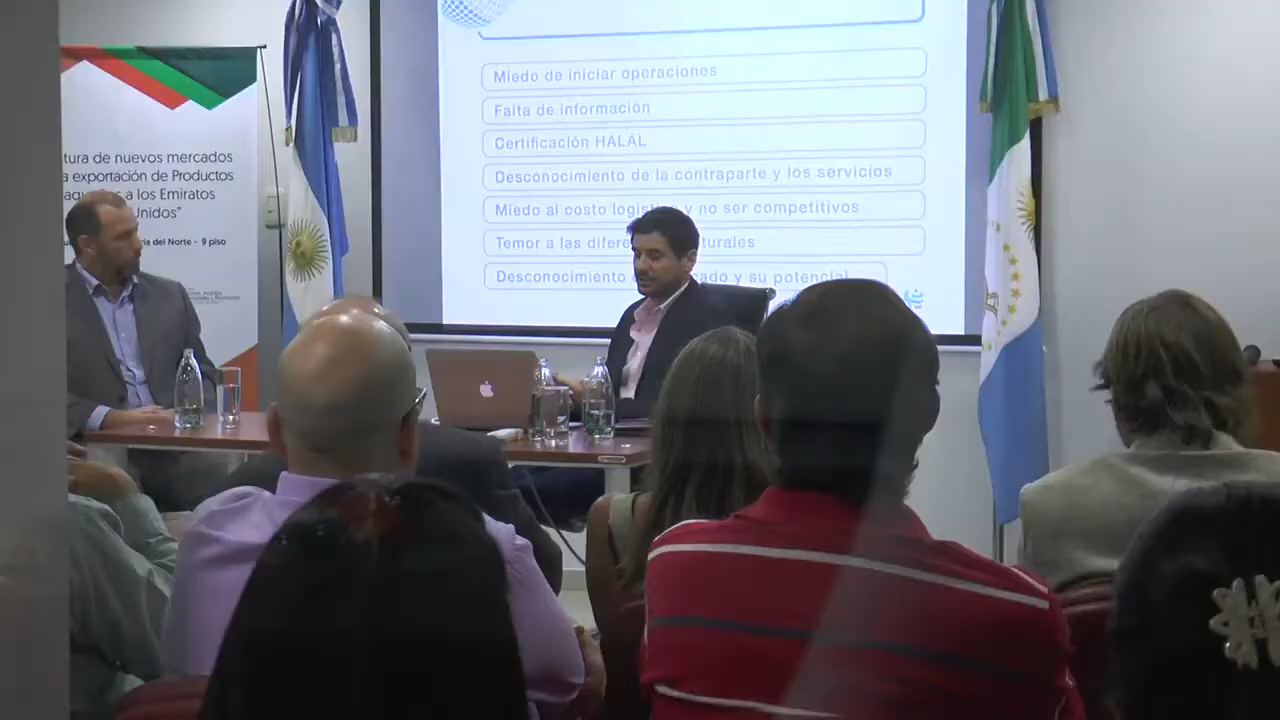 tura de nuevos mercados
a exportación de Productos
a los Emiratos
Unidos”
del Norte - 9 piso
Miedo de iniciar operaciones
Falta de información
Certificación HALAL
Desconocimiento de la contraparte y los servicios
Miedo al costo y no ser competitivos
Temor a las
Desconocimiento y su potencial